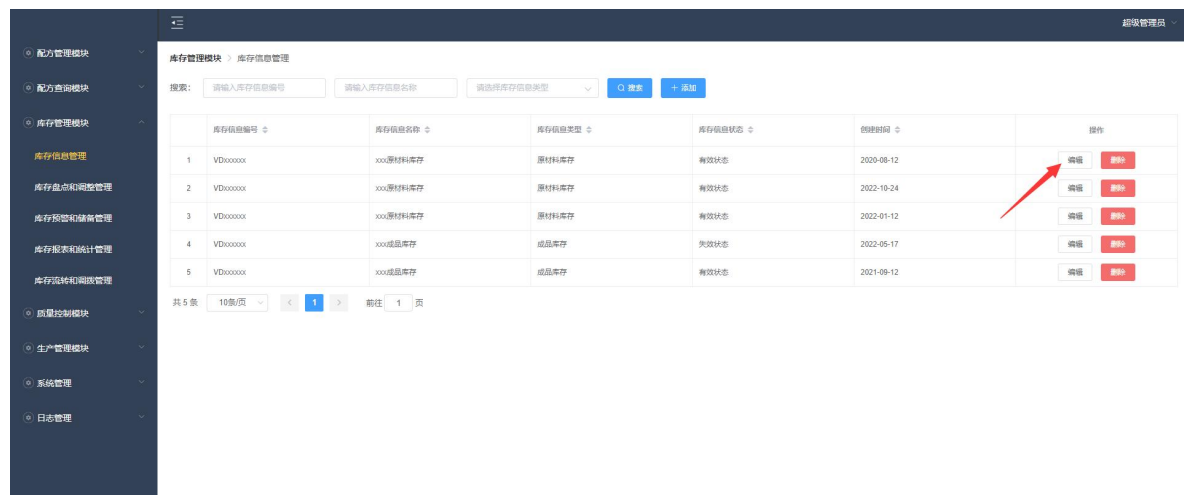 超级管理员
配方管理模块
配方查询模块
库存管理模块
库存信息管理
库存盘点和调整管理
库存预警和储备管理
库存报表和统计管理
库存流转和调拨管理
质量控制模块
生产管理模块
系统管理
日志管理
库存管理模块 > 库存信息管理
搜索: 请输入库存信息编号 请输入库存信息名称 请选择库存信息类型 搜索 + 添加
库存信息编号 库存信息名称 库存信息类型 库存信息状态 创建时间 操作
1 VDxxxxxx xxx原材料库存 原材料库存 有效状态 2020-08-12 编辑 删除
2 VDxxxxxx xxx原材料库存 原材料库存 有效状态 2022-10-24 编辑 删除
3 VDxxxxxx xxx原材料库存 原材料库存 有效状态 2022-01-12 编辑 删除
4 VDxxxxxx xxx成品库存 成品库存 失效状态 2022-05-17 编辑 删除
5 VDxxxxxx xxx成品库存 成品库存 有效状态 2021-09-12 编辑 删除
共 5 条 10条/页 < 1 > 前往 1 页